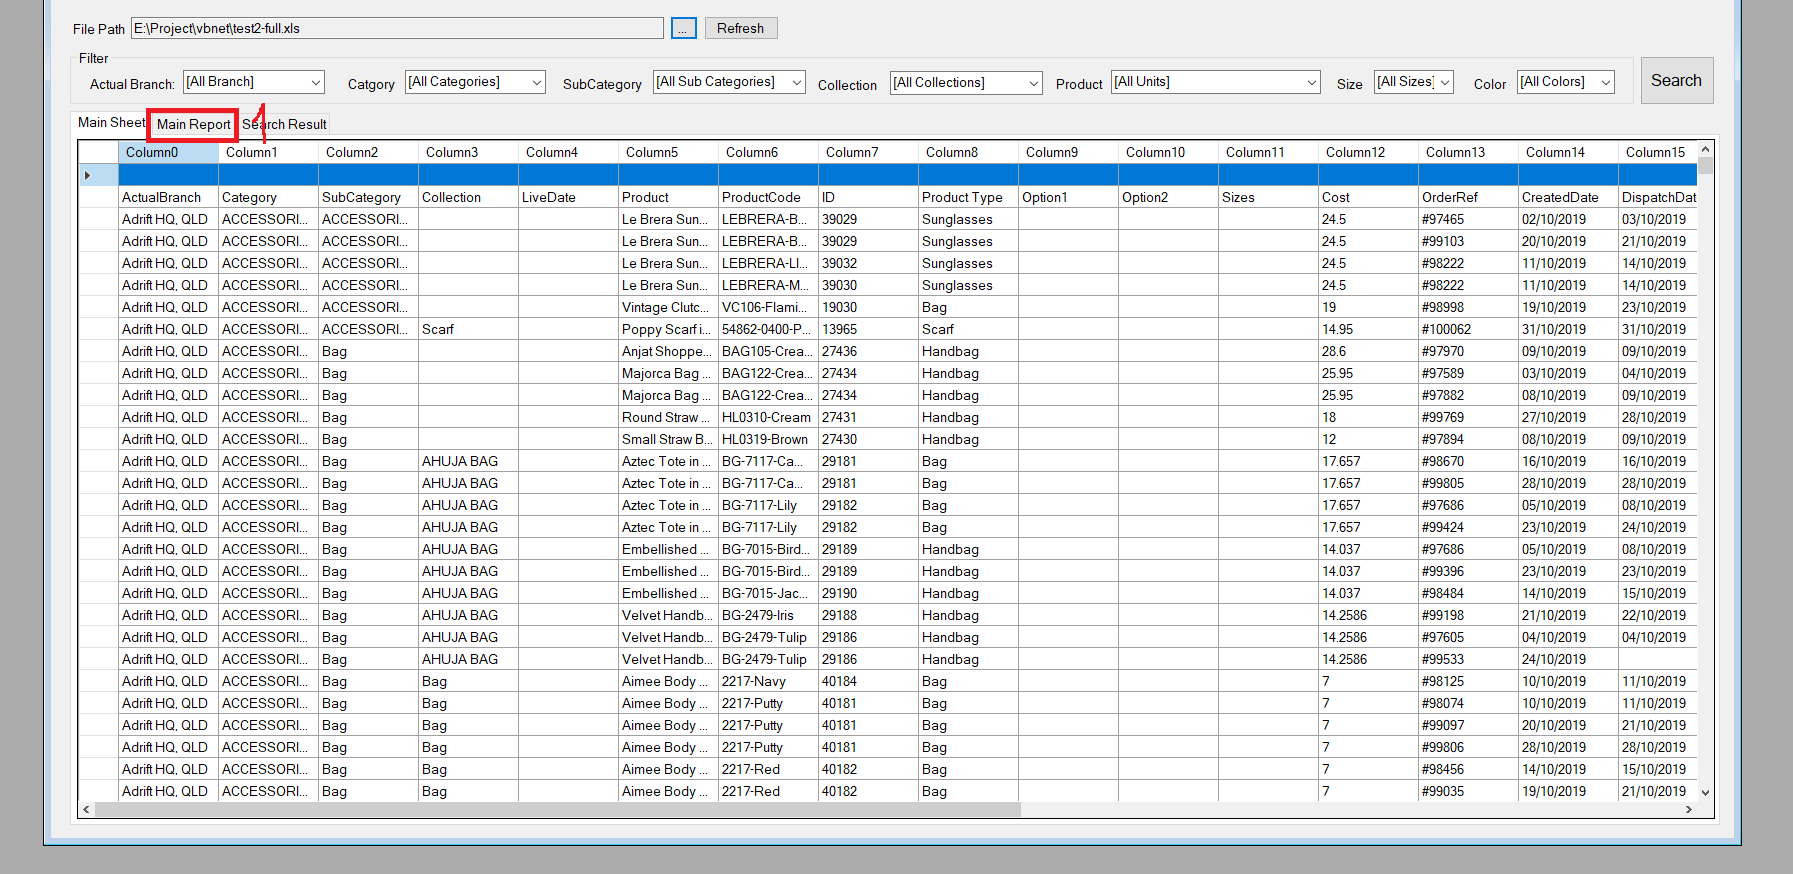 File Path E:\Project\vbnet\test2-full.xls ... Refresh
Filter
Actual Branch: [All Branch] Catgory [All Categories] SubCategory [All Sub Categories] Collection [All Collections] Product [All Units] Size [All Sizes] Color [All Colors] Search
Main Sheet Main Report 1 Search Result
Column0 Column1 Column2 Column3 Column4 Column5 Column6 Column7 Column8 Column9 Column10 Column11 Column12 Column13 Column14 Column15
ActualBranch Category SubCategory Collection LiveDate Product ProductCode ID Product Type Option1 Option2 Sizes Cost OrderRef CreatedDate DispatchDat
Adrift HQ, QLD ACCESSORI... ACCESSORI... Le Brera Sun... LEBRERA-B... 39029 Sunglasses 24.5 #97465 02/10/2019 03/10/2019
Adrift HQ, QLD ACCESSORI... ACCESSORI... Le Brera Sun... LEBRERA-B... 39029 Sunglasses 24.5 #99103 20/10/2019 21/10/2019
Adrift HQ, QLD ACCESSORI... ACCESSORI... Le Brera Sun... LEBRERA-LI... 39032 Sunglasses 24.5 #98222 11/10/2019 14/10/2019
Adrift HQ, QLD ACCESSORI... ACCESSORI... Le Brera Sun... LEBRERA-M... 39030 Sunglasses 24.5 #98222 11/10/2019 14/10/2019
Adrift HQ, QLD ACCESSORI... ACCESSORI... Vintage Clutc... VC106-Flami... 19030 Bag 19 #98998 19/10/2019 23/10/2019
Adrift HQ, QLD ACCESSORI... ACCESSORI... Scarf Poppy Scarf i... 54862-0400-P... 13965 Scarf 14.95 #100062 31/10/2019 31/10/2019
Adrift HQ, QLD ACCESSORI... Bag Anjat Shoppe... BAG105-Crea... 27436 Handbag 28.6 #97970 09/10/2019 09/10/2019
Adrift HQ, QLD ACCESSORI... Bag Majorca Bag ... BAG122-Crea... 27434 Handbag 25.95 #97589 03/10/2019 04/10/2019
Adrift HQ, QLD ACCESSORI... Bag Majorca Bag ... BAG122-Crea... 27434 Handbag 25.95 #97882 08/10/2019 09/10/2019
Adrift HQ, QLD ACCESSORI... Bag Round Straw ... HL0310-Cream 27431 Handbag 18 #99769 27/10/2019 28/10/2019
Adrift HQ, QLD ACCESSORI... Bag Small Straw B... HL0319-Brown 27430 Handbag 12 #97894 08/10/2019 09/10/2019
Adrift HQ, QLD ACCESSORI... Bag AHUJA BAG Aztec Tote in ... BG-7117-Ca... 29181 Bag 17.657 #98670 16/10/2019 16/10/2019
Adrift HQ, QLD ACCESSORI... Bag AHUJA BAG Aztec Tote in ... BG-7117-Ca... 29181 Bag 17.657 #99805 28/10/2019 28/10/2019
Adrift HQ, QLD ACCESSORI... Bag AHUJA BAG Aztec Tote in ... BG-7117-Lily 29182 Bag 17.657 #97686 05/10/2019 08/10/2019
Adrift HQ, QLD ACCESSORI... Bag AHUJA BAG Aztec Tote in ... BG-7117-Lily 29182 Bag 17.657 #99424 23/10/2019 24/10/2019
Adrift HQ, QLD ACCESSORI... Bag AHUJA BAG Embellished ... BG-7015-Bird... 29189 Handbag 14.037 #97686 05/10/2019 08/10/2019
Adrift HQ, QLD ACCESSORI... Bag AHUJA BAG Embellished ... BG-7015-Bird... 29189 Handbag 14.037 #99396 23/10/2019 23/10/2019
Adrift HQ, QLD ACCESSORI... Bag AHUJA BAG Embellished ... BG-7015-Jac... 29190 Handbag 14.037 #98484 14/10/2019 15/10/2019
Adrift HQ, QLD ACCESSORI... Bag AHUJA BAG Velvet Handb... BG-2479-Iris 29188 Handbag 14.2586 #99198 21/10/2019 22/10/2019
Adrift HQ, QLD ACCESSORI... Bag AHUJA BAG Velvet Handb... BG-2479-Tulip 29186 Handbag 14.2586 #97605 04/10/2019 04/10/2019
Adrift HQ, QLD ACCESSORI... Bag AHUJA BAG Velvet Handb... BG-2479-Tulip 29186 Handbag 14.2586 #99533 24/10/2019
Adrift HQ, QLD ACCESSORI... Bag Bag Aimee Body ... 2217-Navy 40184 Bag 7 #98125 10/10/2019 11/10/2019
Adrift HQ, QLD ACCESSORI... Bag Bag Aimee Body ... 2217-Putty 40181 Bag 7 #98074 10/10/2019 11/10/2019
Adrift HQ, QLD ACCESSORI... Bag Bag Aimee Body ... 2217-Putty 40181 Bag 7 #99097 20/10/2019 21/10/2019
Adrift HQ, QLD ACCESSORI... Bag Bag Aimee Body ... 2217-Putty 40181 Bag 7 #99806 28/10/2019 28/10/2019
Adrift HQ, QLD ACCESSORI... Bag Bag Aimee Body ... 2217-Red 40182 Bag 7 #98456 14/10/2019 15/10/2019
Adrift HQ, QLD ACCESSORI... Bag Bag Aimee Body ... 2217-Red 40182 Bag 7 #99035 19/10/2019 21/10/2019